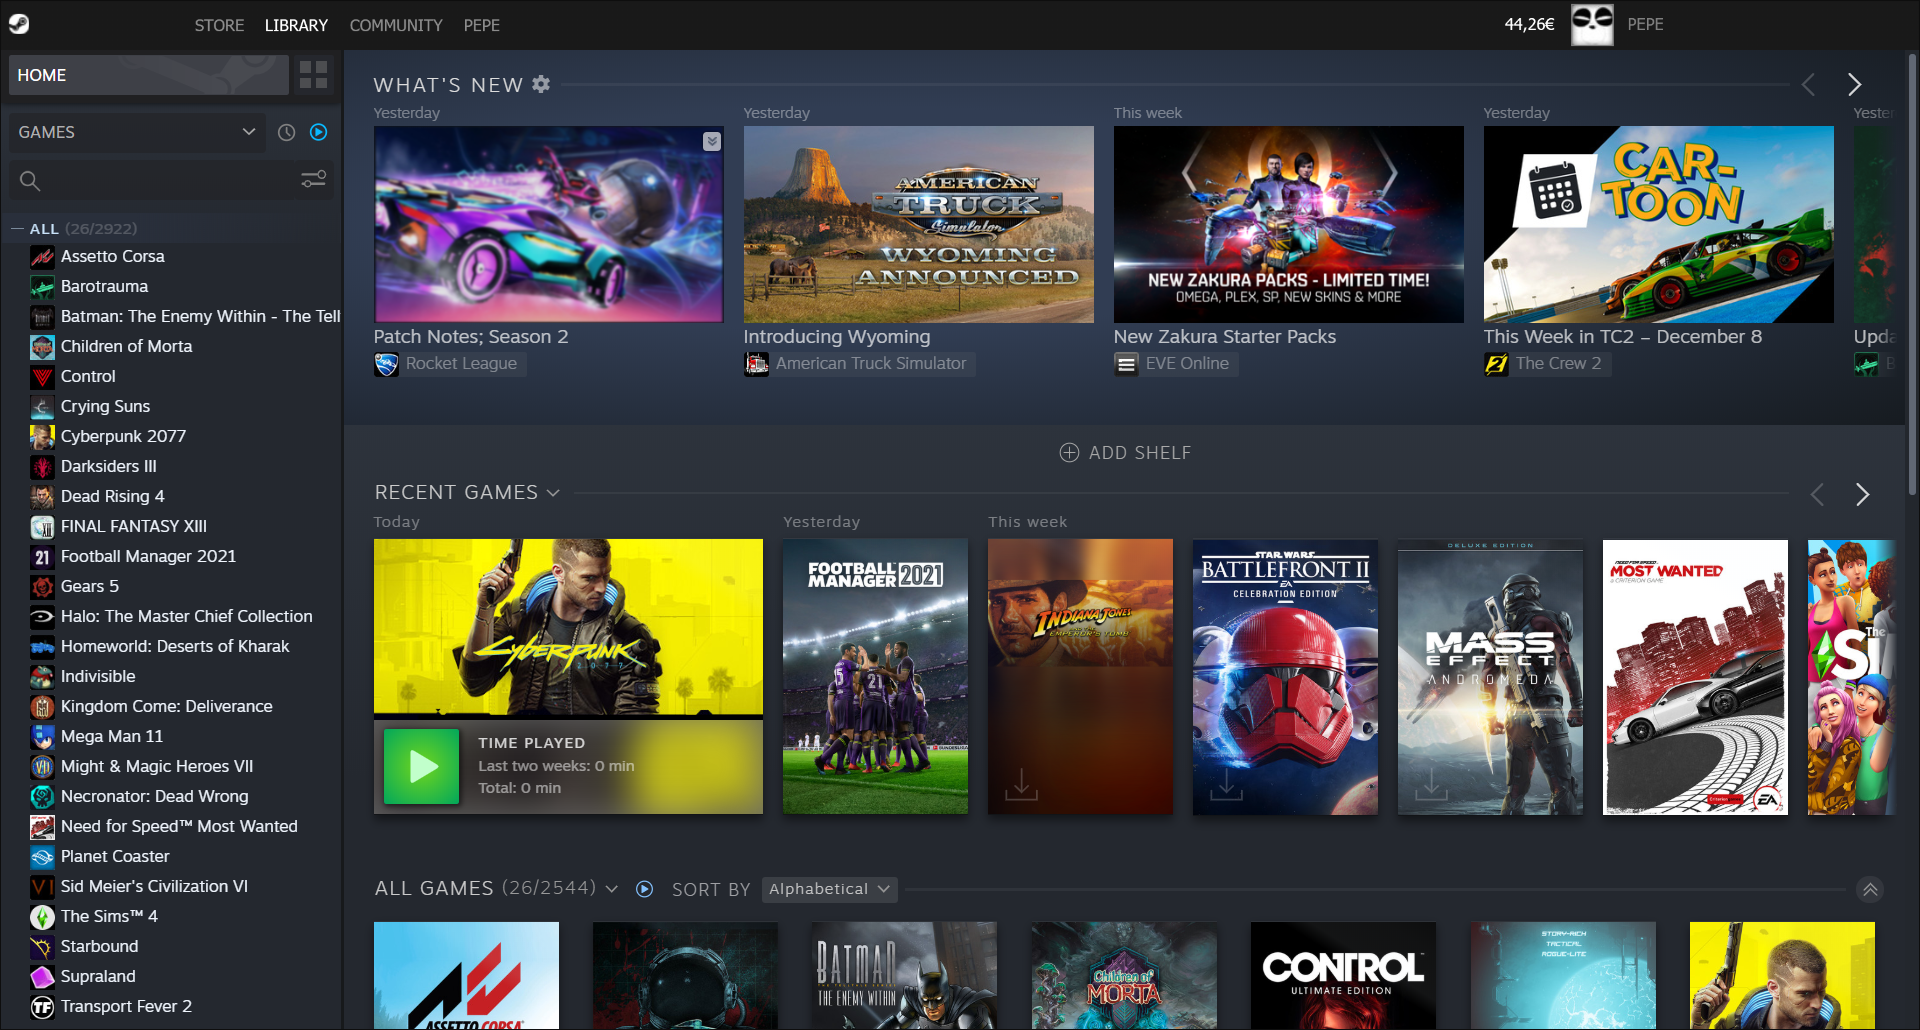 STORE
LIBRARY
COMMUNITY
PEPE
44,26€
PEPE
HOME
GAMES
ALL (26/2922)
Assetto Corsa
Barotrauma
Batman: The Enemy Within - The Tell
Children of Morta
Control
Crying Suns
Cyberpunk 2077
Darksiders III
Dead Rising 4
FINAL FANTASY XIII
Football Manager 2021
Gears 5
Halo: The Master Chief Collection
Homeworld: Deserts of Kharak
Indivisible
Kingdom Come: Deliverance
Mega Man 11
Might & Magic Heroes VII
Necronator: Dead Wrong
Need for Speed™ Most Wanted
Planet Coaster
Sid Meier's Civilization VI
The Sims™ 4
Starbound
Supraland
Transport Fever 2
WHAT'S NEW
Yesterday
Patch Notes; Season 2
Rocket League
Yesterday
AMERICAN
TRUCK
Simulator
WYOMING
ANNOUNCED
Introducing Wyoming
American Truck Simulator
This week
NEW ZAKURA PACKS - LIMITED TIME!
OMEGA, PLEX, SP, NEW SKINS & MORE
New Zakura Starter Packs
EVE Online
Yesterday
CAR-
TOON
This Week in TC2 – December 8
The Crew 2
Yester
Upda
B
ADD SHELF
RECENT GAMES
Today
Cyberpunk
2077
TIME PLAYED
Last two weeks: 0 min
Total: 0 min
Yesterday
FOOTBALL
MANAGER 2021
This week
INDIANA JONES
EMPEROR'S TOMB
STAR WARS
BATTLEFRONT II
EA
CELEBRATION EDITION
DELUXE EDITION
MASS
EFFECT
ANDROMEDA
NEED FOR SPEED
MOST WANTED
A CRITERION GAME
EA
The
Si
ALL GAMES (26/2544)
SORT BY
Alphabetical
ASSETTO CORSA
BATMAN
THE ENEMY WITHIN
Children of
MORTA
CONTROL
ULTIMATE EDITION
STORY-RICH
TACTICAL
ROGUE-LITE